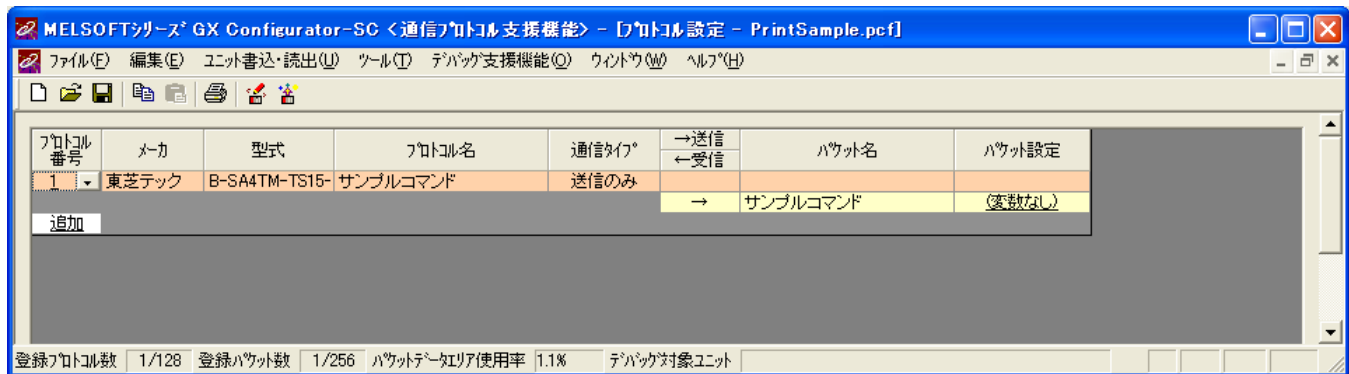 MELSOFTシリーズ GX Configurator-SC <通信プロトコル支援機能> - [プロトコル設定 - PrintSample.pcf]
ファイル(F) 編集(E) ユニット書込・読出(U) ツール(T) デバッグ支援機能(O) ウィンドウ(W) ヘルプ(H)
プロトコル番号 メーカ 型式 プロトコル名 通信タイプ →送信 ←受信 パケット名 パケット設定
1 東芝テック B-SA4TM-TS15- サンプルコマンド 送信のみ
→ サンプルコマンド (変数なし)
追加
登録プロトコル数 1/128 登録パケット数 1/256 パケットデータエリア使用率 1.1% デバッグ対象ユニット